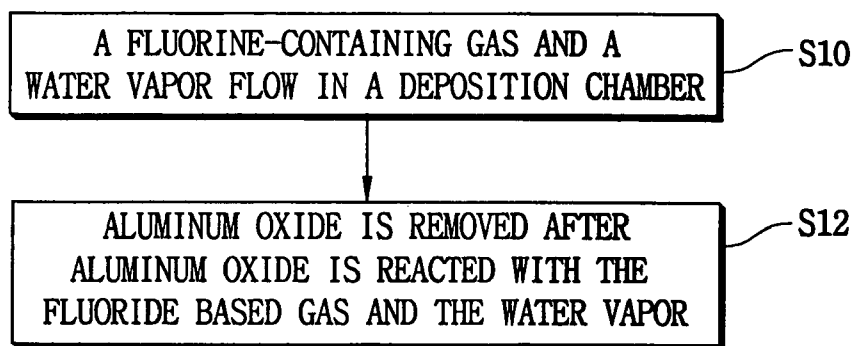 A FLUORINE-CONTAINING GAS AND A
WATER VAPOR FLOW IN A DEPOSITION CHAMBER
S10
ALUMINUM OXIDE IS REMOVED AFTER
ALUMINUM OXIDE IS REACTED WITH THE
FLUORIDE BASED GAS AND THE WATER VAPOR
S12